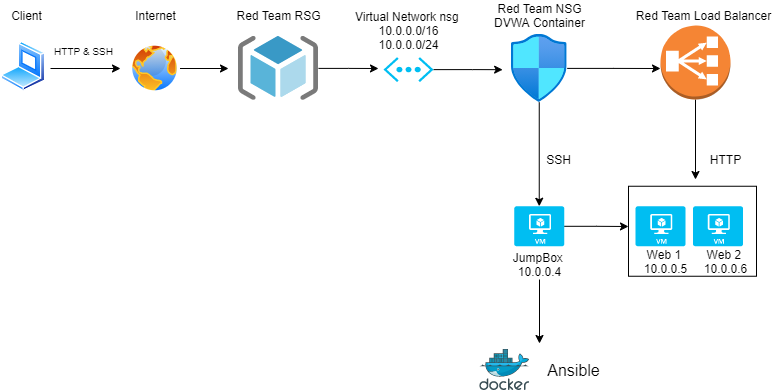 Client
Internet
Red Team RSG
Virtual Network nsg
10.0.0.0/16
10.0.0.0/24
Red Team NSG
DVWA Container
Red Team Load Balancer
HTTP & SSH
SSH
HTTP
VM
VM
VM
JumpBox
10.0.0.4
Web 1
10.0.0.5
Web 2
10.0.0.6
docker
Ansible